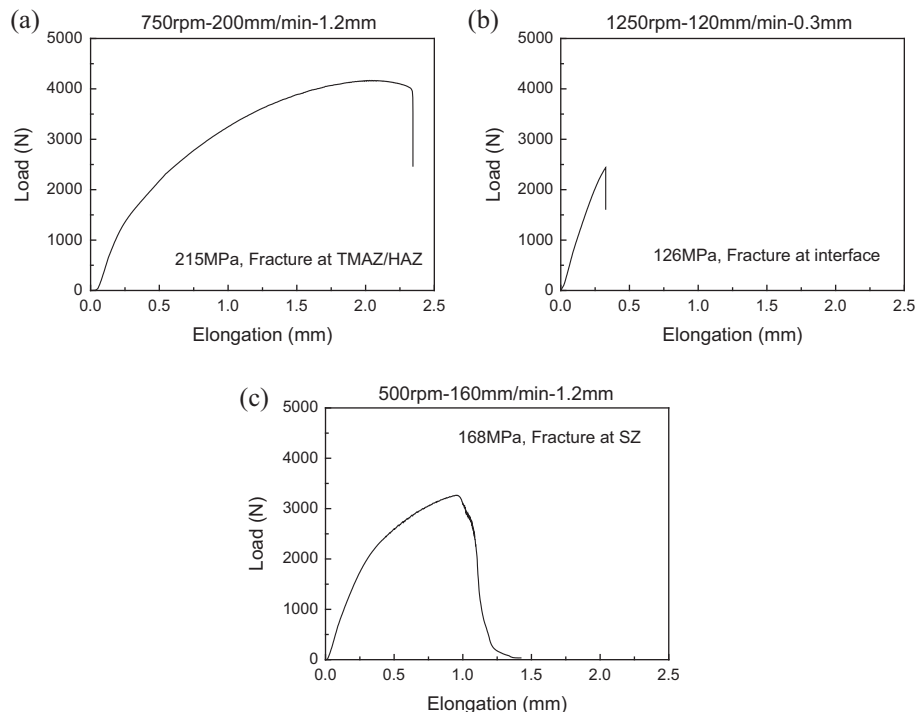 (a)
750rpm-200mm/min-1.2mm
5000
4000
3000
2000
1000
0
Load (N)
215MPa, Fracture at TMAZ/HAZ
0.0 0.5 1.0 1.5 2.0 2.5
Elongation (mm)
(b)
1250rpm-120mm/min-0.3mm
5000
4000
3000
2000
1000
0
Load (N)
126MPa, Fracture at interface
0.0 0.5 1.0 1.5 2.0 2.5
Elongation (mm)
(c)
500rpm-160mm/min-1.2mm
5000
4000
3000
2000
1000
0
Load (N)
168MPa, Fracture at SZ
0.0 0.5 1.0 1.5 2.0 2.5
Elongation (mm)